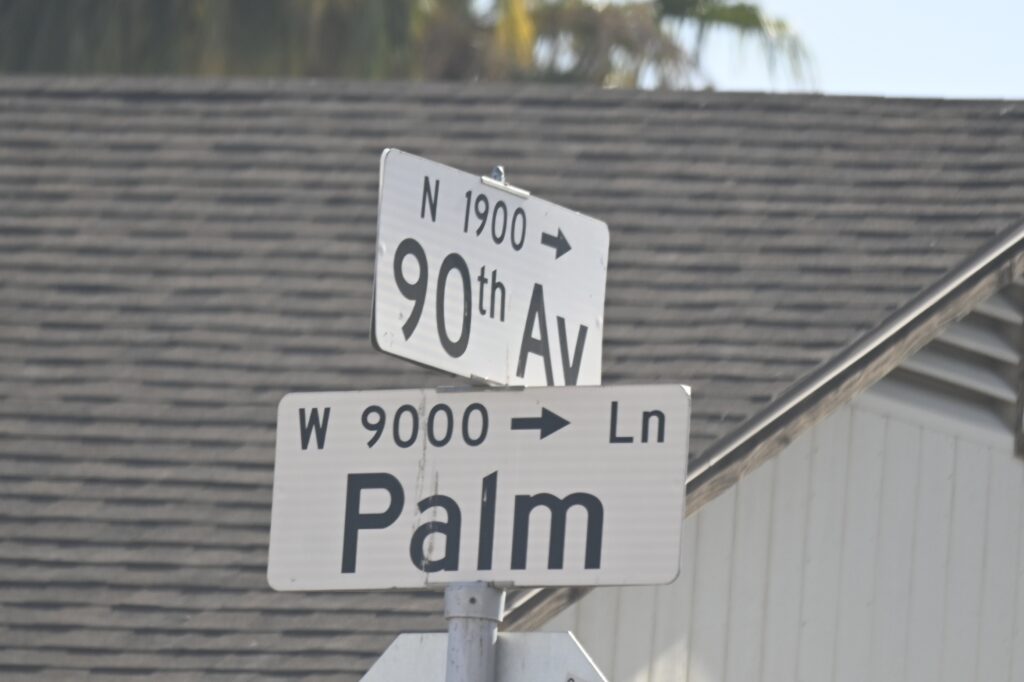 N 1900 →
90th Av
W 9000 → Ln
Palm